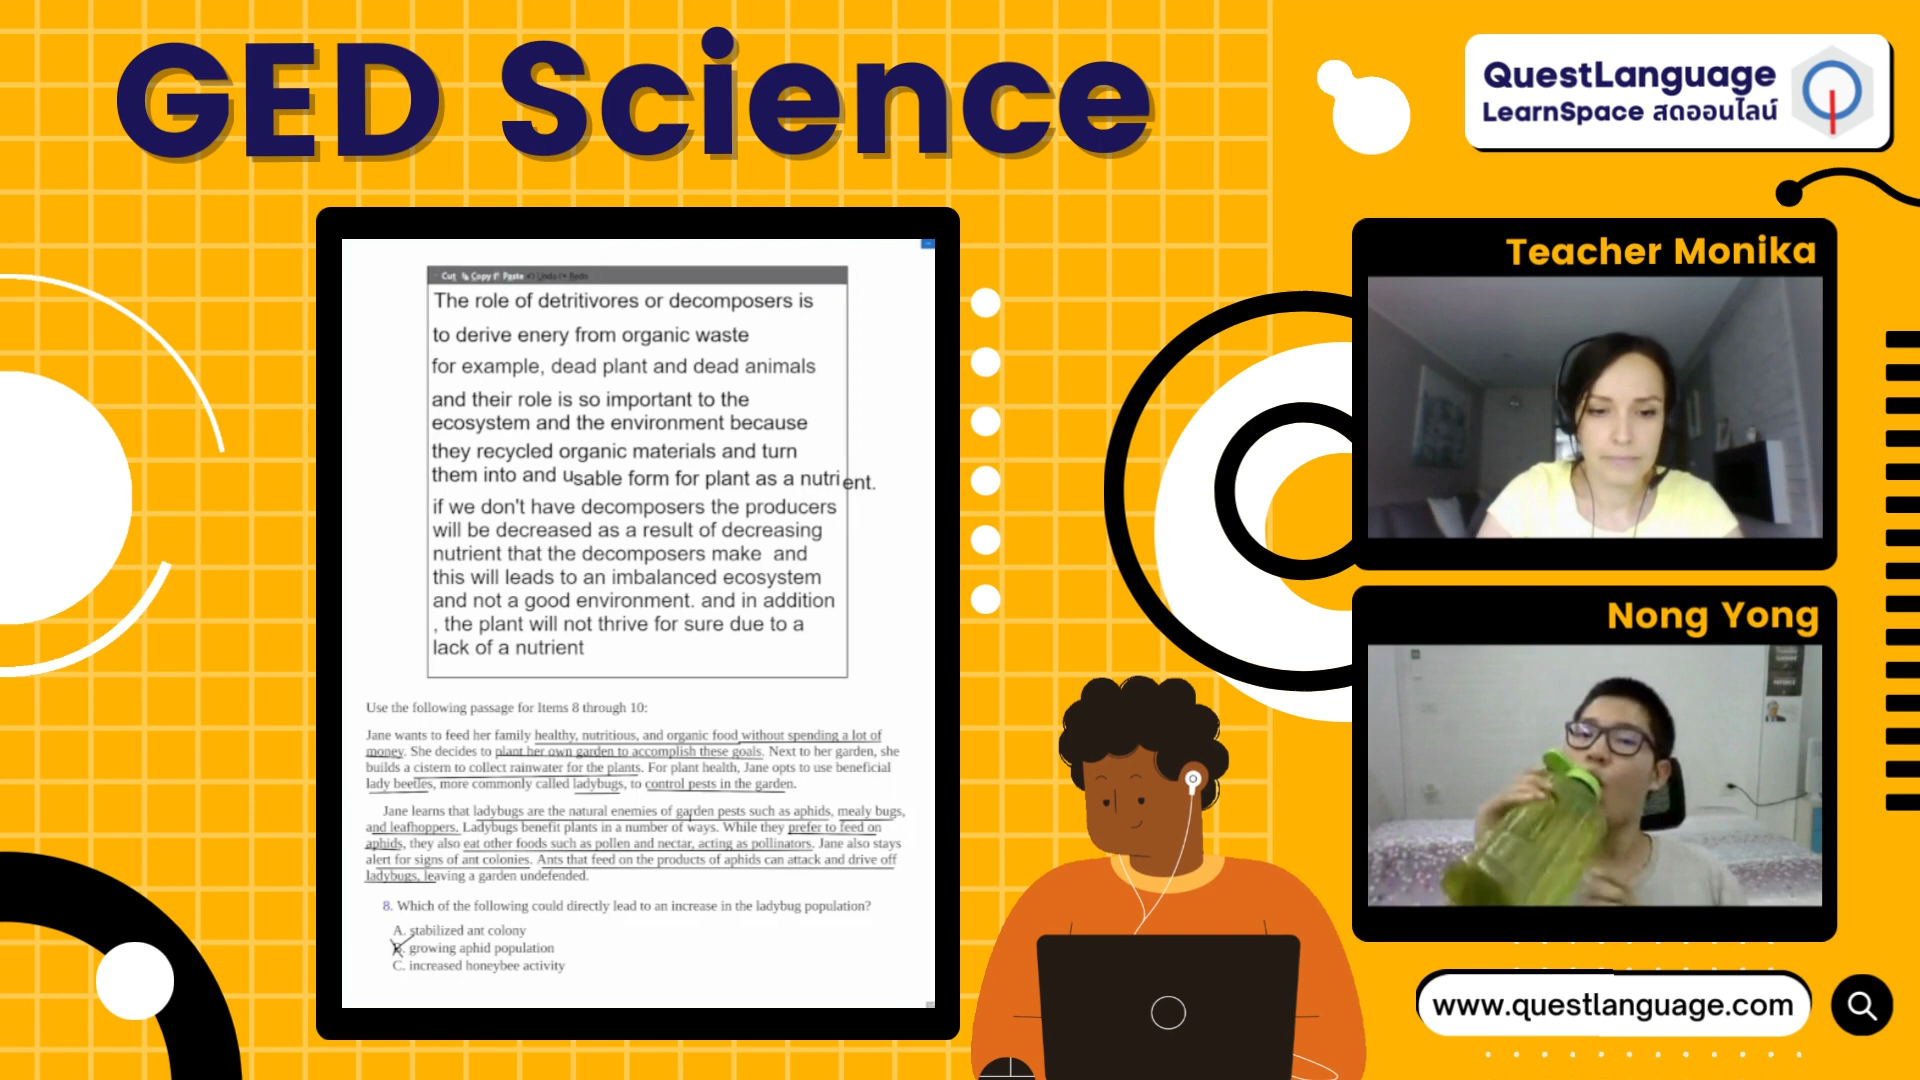 GED Science
QuestLanguage
LearnSpace สดออนไลน์
Cut Copy Paste Undo Redo
The role of detritivores or decomposers is
to derive enery from organic waste
for example, dead plant and dead animals
and their role is so important to the
ecosystem and the environment because
they recycled organic materials and turn
them into and usable form for plant as a nutrient.
if we don't have decomposers the producers
will be decreased as a result of decreasing
nutrient that the decomposers make and
this will leads to an imbalanced ecosystem
and not a good environment. and in addition
, the plant will not thrive for sure due to a
lack of a nutrient
Use the following passage for Items 8 through 10:
Jane wants to feed her family healthy, nutritious, and organic food without spending a lot of
money. She decides to plant her own garden to accomplish these goals. Next to her garden, she
builds a cistern to collect rainwater for the plants. For plant health, Jane opts to use beneficial
lady beetles, more commonly called ladybugs, to control pests in the garden.
Jane learns that ladybugs are the natural enemies of garden pests such as aphids, mealy bugs,
and leafhoppers. Ladybugs benefit plants in a number of ways. While they prefer to feed on
aphids, they also eat other foods such as pollen and nectar, acting as pollinators. Jane also stays
alert for signs of ant colonies. Ants that feed on the products of aphids can attack and drive off
ladybugs, leaving a garden undefended.
8. Which of the following could directly lead to an increase in the ladybug population?
A. stabilized ant colony
B. growing aphid population
C. increased honeybee activity
Teacher Monika
Nong Yong
www.questlanguage.com